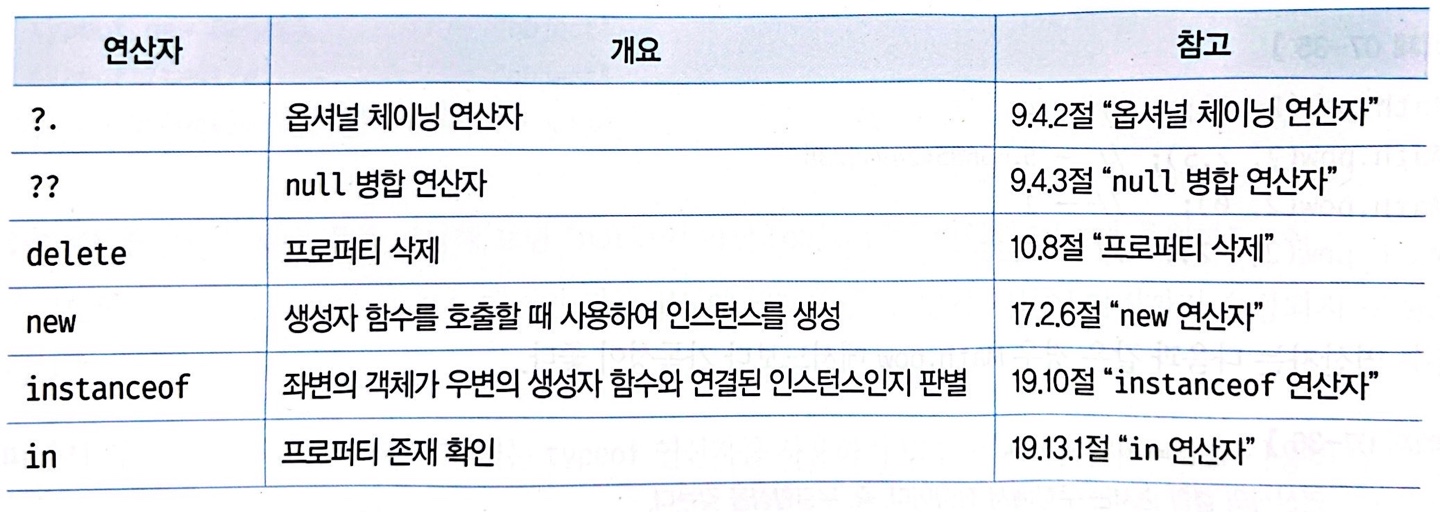 연산자 개요 참고
?. 옵셔널 체이닝 연산자 9.4.2절 “옵셔널 체이닝 연산자”
?? null 병합 연산자 9.4.3절 “null 병합 연산자”
delete 프로퍼티 삭제 10.8절 “프로퍼티 삭제”
new 생성자 함수를 호출할 때 사용하여 인스턴스를 생성 17.2.6절 “new 연산자”
instanceof 좌변의 객체가 우변의 생성자 함수와 연결된 인스턴스인지 판별 19.10절 “instanceof 연산자”
in 프로퍼티 존재 확인 19.13.1절 “in 연산자”